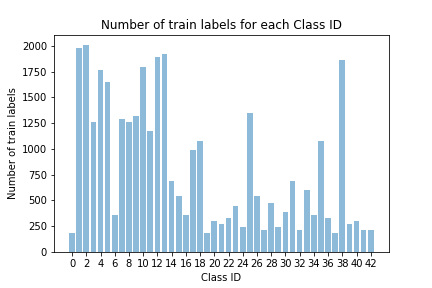 Number of train labels for each Class ID
Number of train labels
2000
1750
1500
1250
1000
750
500
250
0
0 2 4 6 8 10 12 14 16 18 20 22 24 26 28 30 32 34 36 38 40 42
Class ID